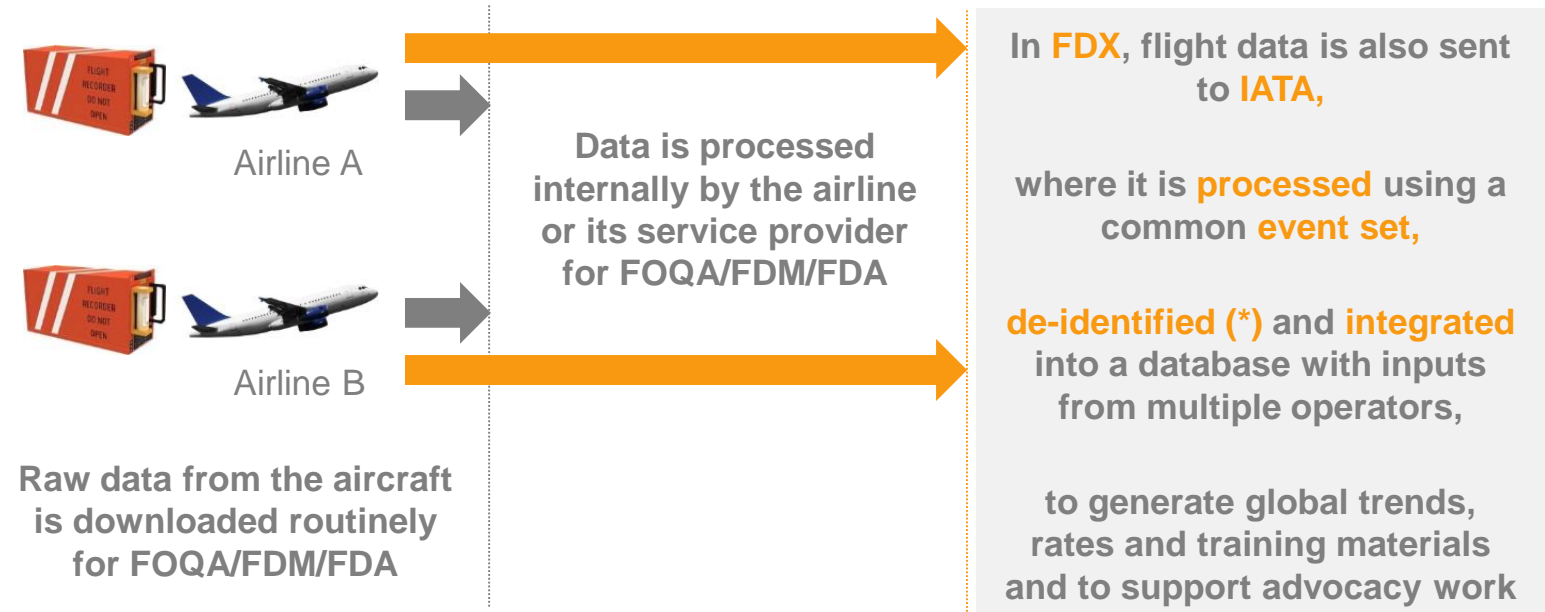 FLIGHT
RECORDER
DO NOT
OPEN
Airline A
FLIGHT
RECORDER
DO NOT
OPEN
Airline B
Raw data from the aircraft
is downloaded routinely
for FOQA/FDM/FDA
Data is processed
internally by the airline
or its service provider
for FOQA/FDM/FDA
In FDX, flight data is also sent
to IATA,
where it is processed using a
common event set,
de-identified (*) and integrated
into a database with inputs
from multiple operators,
to generate global trends,
rates and training materials
and to support advocacy work